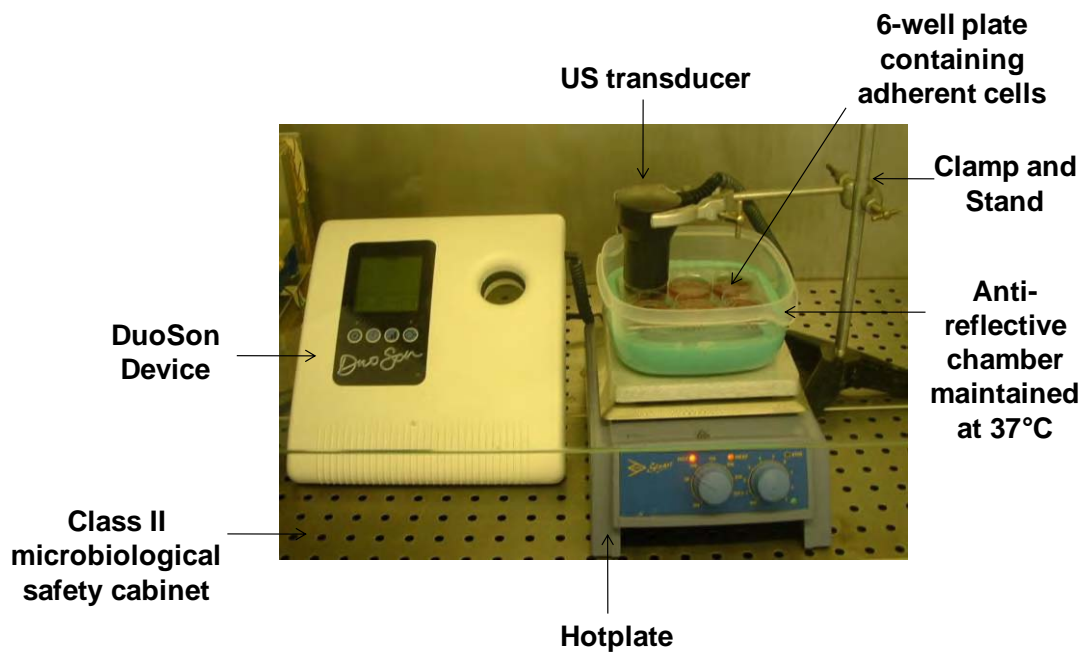 6-well plate
containing
adherent cells
US transducer
Clamp and
Stand
Anti-
reflective
chamber
maintained
at 37°C
DuoSon
Device
DuoSon
Class II
microbiological
safety cabinet
Hotplate